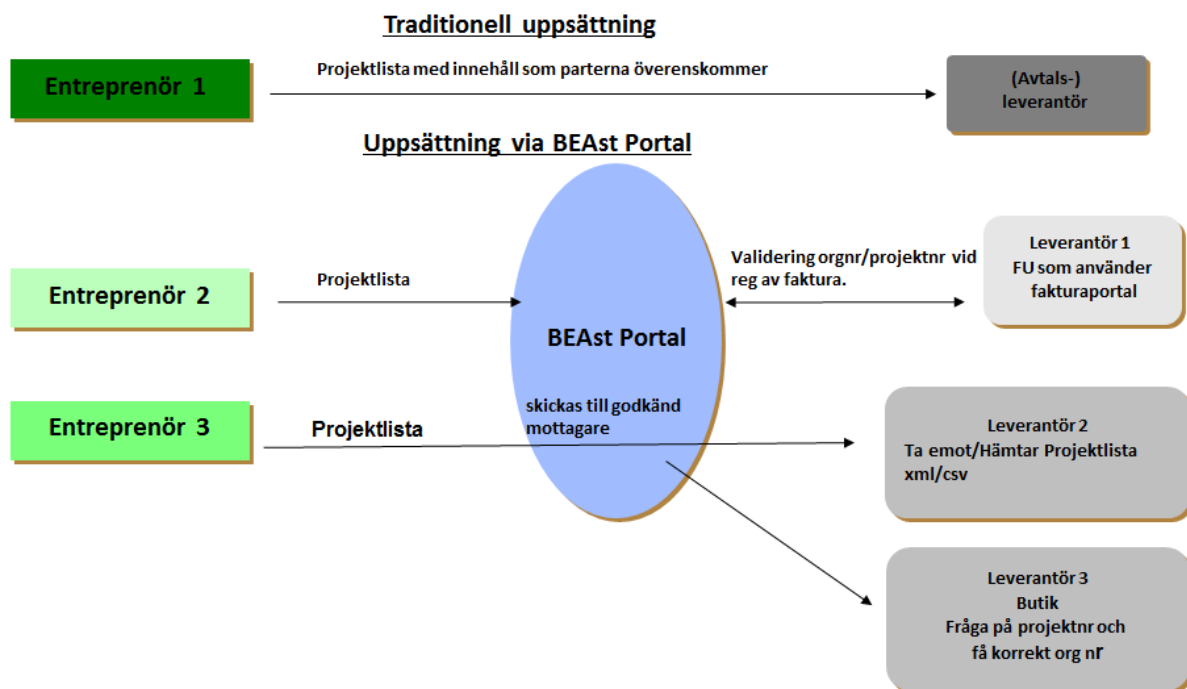 Traditionell uppsättning
Entreprenör 1
Projektlista med innehåll som parterna överenskommer
(Avtals-)
leverantör
Uppsättning via BEAst Portal
Entreprenör 2
Projektlista
BEAst Portal
Validering orgnr/projektnr vid
reg av faktura.
Leverantör 1
FU som använder
fakturaportal
Entreprenör 3
Projektlista
skickas till godkänd
mottagare
Leverantör 2
Ta emot/Hämtar Projektlista
xml/csv
Leverantör 3
Butik
Fråga på projektnr och
få korrekt org nr